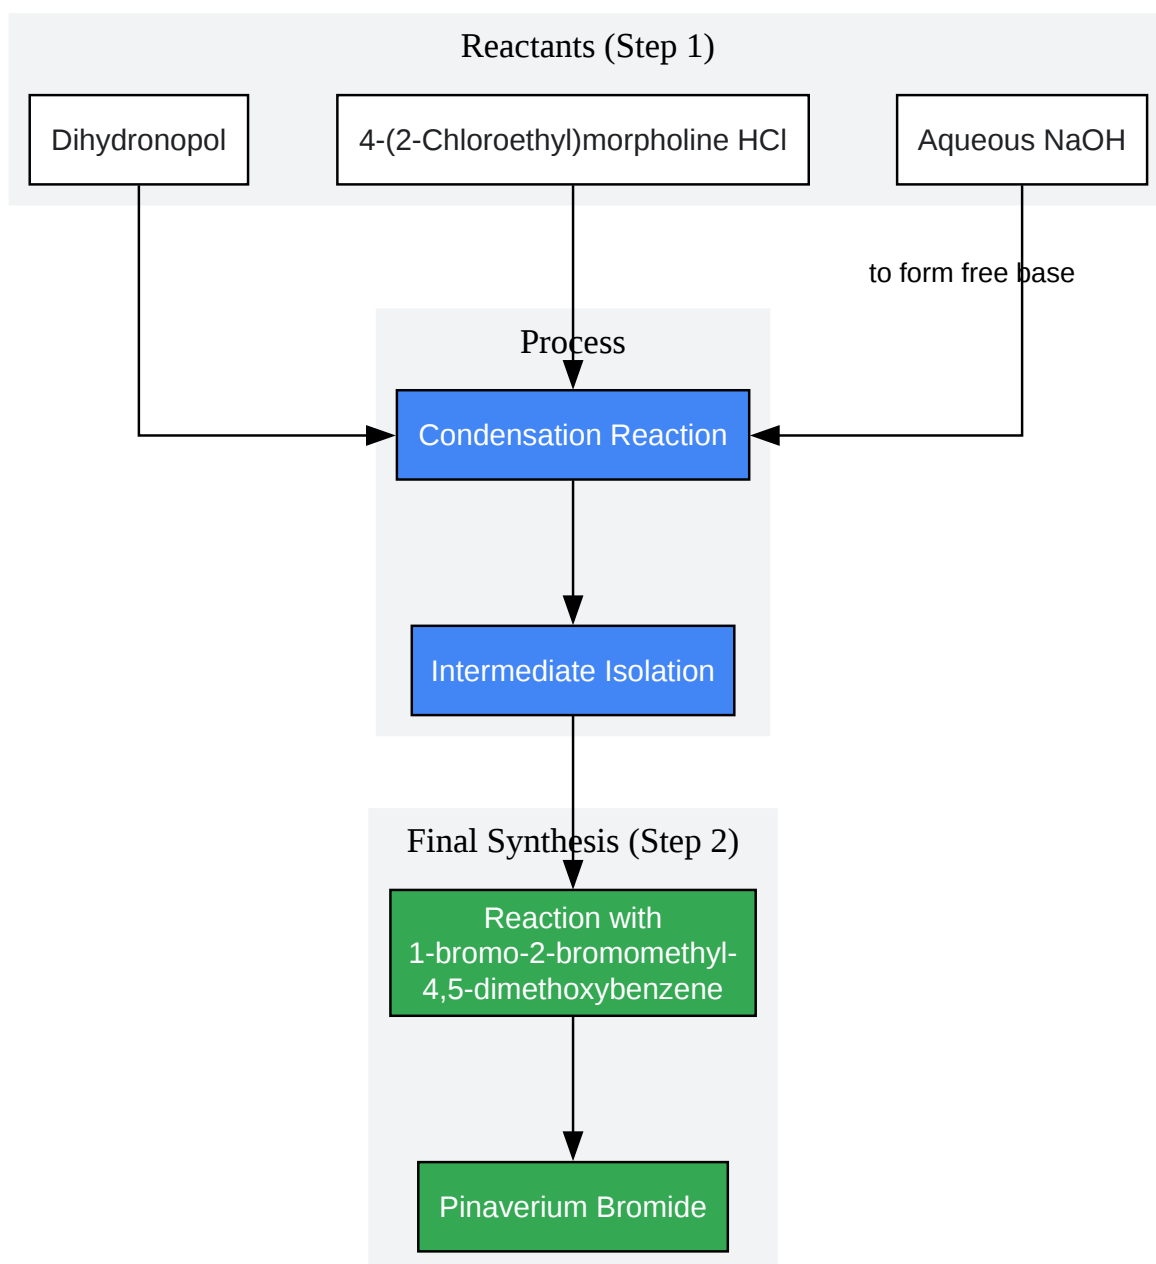 Reactants (Step 1)
Dihydronopol
4-(2-Chloroethyl)morpholine HCl
Aqueous NaOH
to form free base
Process
Condensation Reaction
Intermediate Isolation
Final Synthesis (Step 2)
Reaction with
1-bromo-2-bromomethyl-
4,5-dimethoxybenzene
Pinaverium Bromide